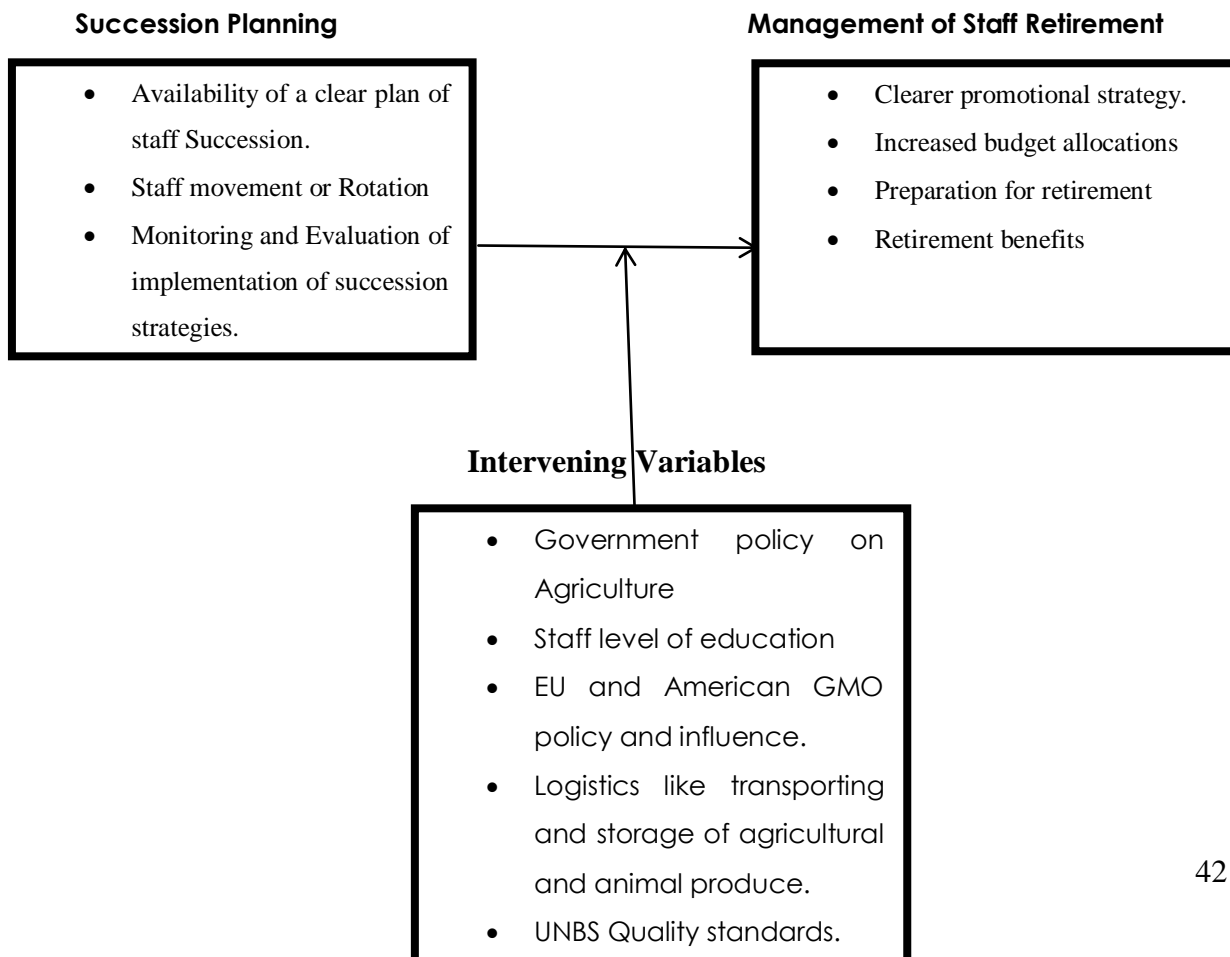 Succession Planning
Management of Staff Retirement
• Availability of a clear plan of
staff Succession.
• Staff movement or Rotation
• Monitoring and Evaluation of
implementation of succession
strategies.
• Clearer promotional strategy.
• Increased budget allocations
• Preparation for retirement
• Retirement benefits
Intervening Variables
• Government policy on
Agriculture
• Staff level of education
• EU and American GMO
policy and influence.
• Logistics like transporting
and storage of agricultural
and animal produce.
• UNBS Quality standards.
42